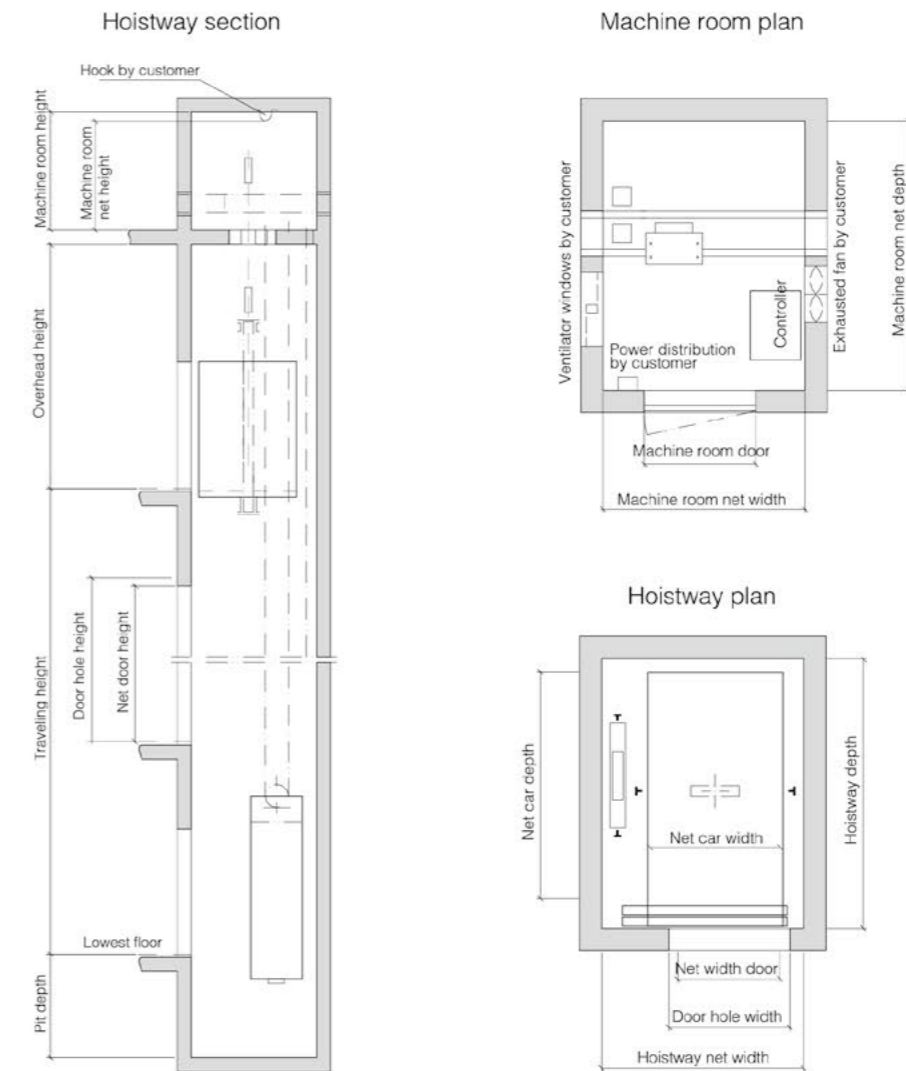 Hoistway section
Hook by customer
Machine room height
Machine room
net height
Overhead height
Door hole height
Net door height
Traveling height
Lowest floor
Pit depth
Machine room plan
Ventilator windows by customer
Power distribution
by customer
Controller
Exhausted fan by customer
Machine room net depth
Machine room door
Machine room net width
Hoistway plan
Net car depth
Net car width
Hoistway depth
Net width door
Door hole width
Hoistway net width